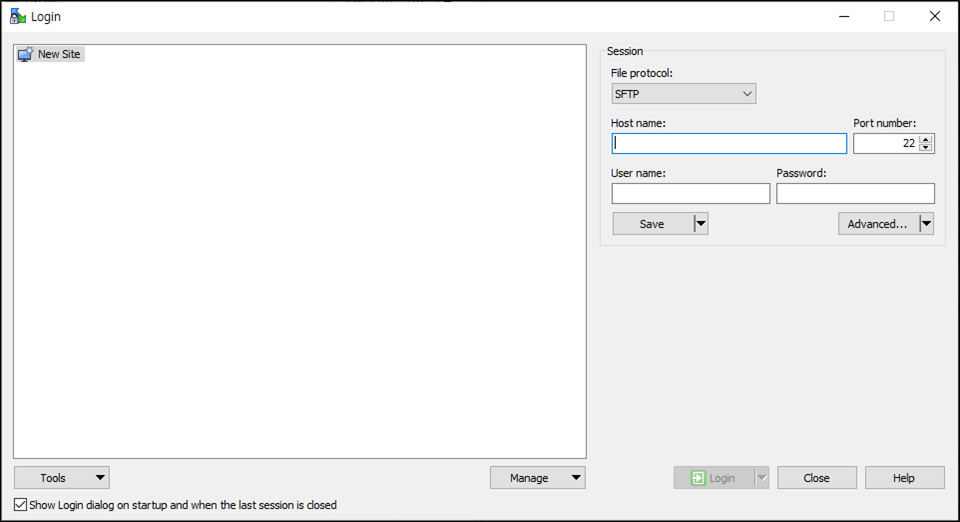 Login
New Site
Session
File protocol:
SFTP
Host name:
Port number:
22
User name:
Password:
Save
Advanced...
Tools
Manage
Login
Close
Help
Show Login dialog on startup and when the last session is closed